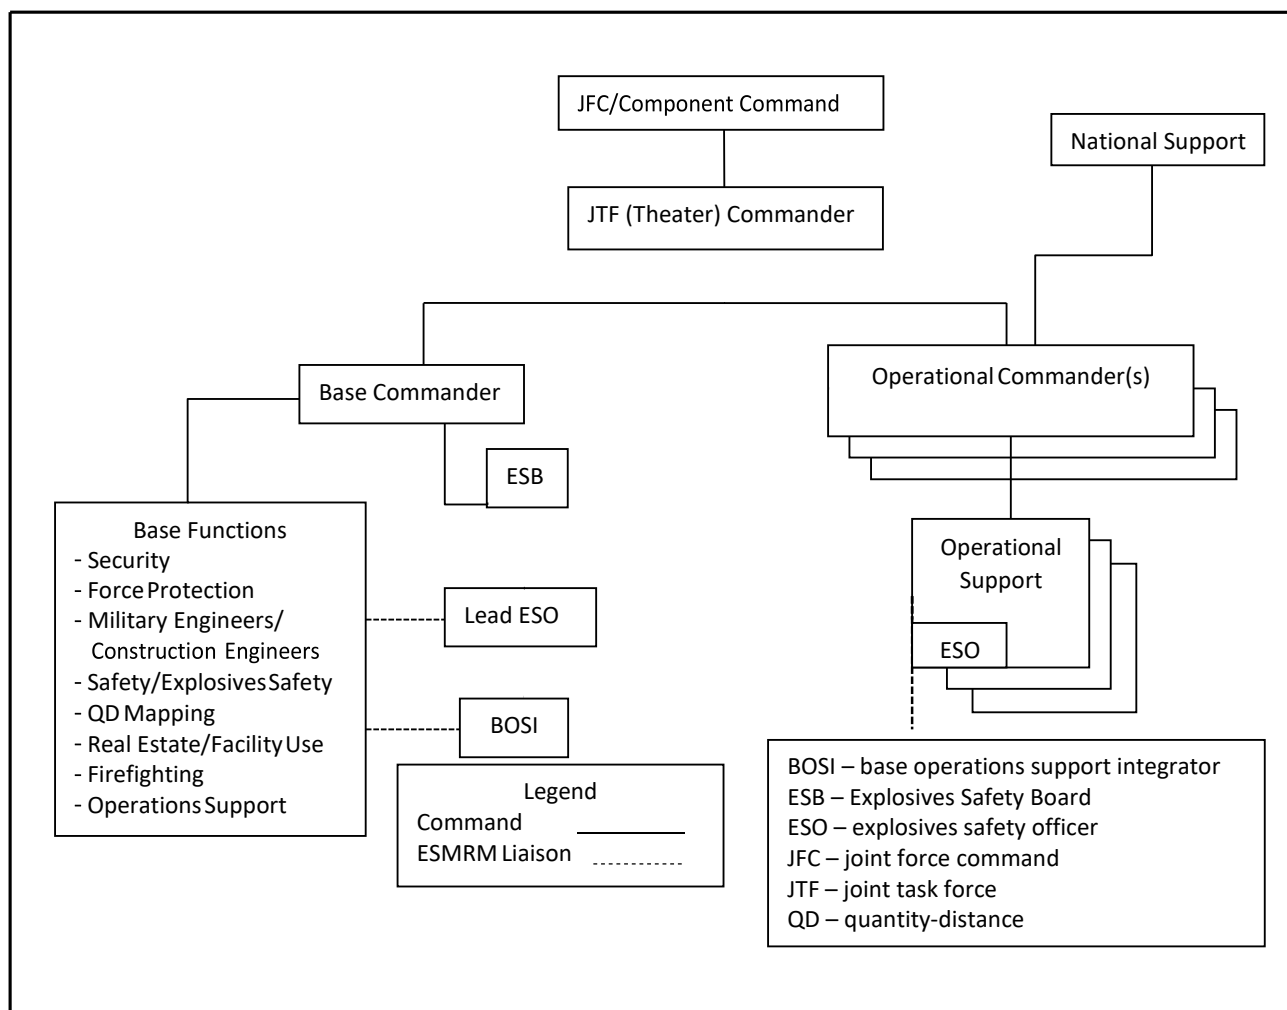 JFC/Component Command
National Support
JTF (Theater) Commander
Base Commander
Operational Commander(s)
ESB
Base Functions
- Security
- Force Protection
- Military Engineers/
Construction Engineers
- Safety/Explosives Safety
- QD Mapping
- Real Estate/Facility Use
- Firefighting
- Operations Support
Lead ESO
BOSI
Operational
Support
ESO
Legend
Command
ESMRM Liaison
BOSI – base operations support integrator
ESB – Explosives Safety Board
ESO – explosives safety officer
JFC – joint force command
JTF – joint task force
QD – quantity-distance